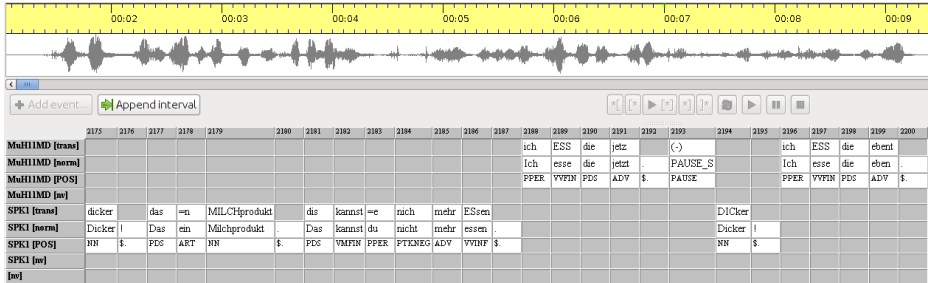 00:02 00:03 00:04 00:05 00:06 00:07 00:08 00:09
Add event... Append interval *[ [* [*] *] ]*
2175 2176 2177 2178 2179 2180 2181 2182 2183 2184 2185 2186 2187 2188 2189 2190 2191 2192 2193 2194 2195 2196 2197 2198 2199 2200
MuH11MD [trans] ich ESS die jetz (-) ich ESS die ebent
MuH11MD [norm] Ich esse die jetzt . PAUSE_S Ich esse die eben .
MuH11MD [POS] PPER VVFIN PDS ADV $. PAUSE PPER VVFIN PDS ADV $.
MuH11MD [nv]
SPK1 [trans] dicker das =n MILCHprodukt dis kannst =e nich mehr ESsen DICker
SPK1 [norm] Dicker ! Das ein Milchprodukt . Das kannst du nicht mehr essen . Dicker !
SPK1 [POS] NN $. PDS ART NN $. PDS VMFIN PPER PTKNEG ADV VVINF $. NN $.
SPK1 [nv]
[nv]